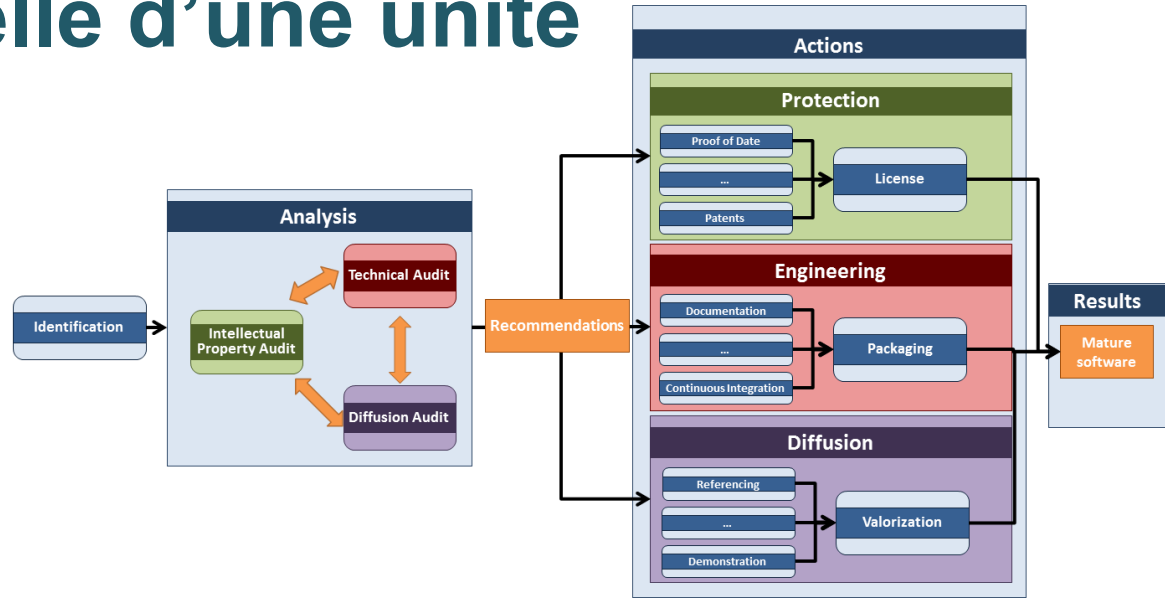 elle d’une unité
Identification
Analysis
Technical Audit
Intellectual
Property Audit
Diffusion Audit
Recommendations
Actions
Protection
Proof of Date
...
Patents
License
Engineering
Documentation
...
Continuous Integration
Packaging
Diffusion
Referencing
...
Demonstration
Valorization
Results
Mature
software